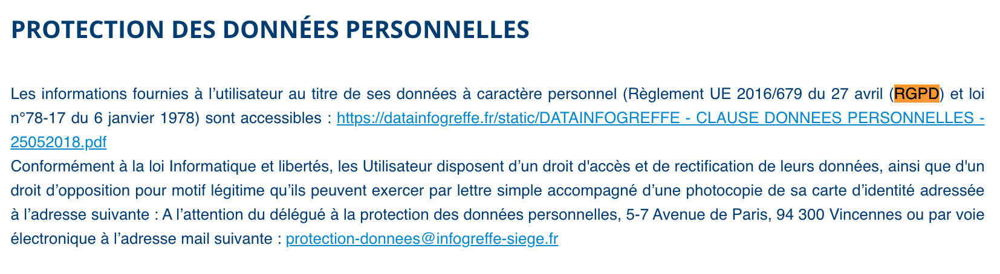 PROTECTION DES DONNÉES PERSONNELLES
Les informations fournies à l’utilisateur au titre de ses données à caractère personnel (Règlement UE 2016/679 du 27 avril (RGPD) et loi
n°78-17 du 6 janvier 1978) sont accessibles : https://datainfogreffe.fr/static/DATAINFOGREFFE - CLAUSE DONNEES PERSONNELLES -
25052018.pdf
Conformément à la loi Informatique et libertés, les Utilisateur disposent d’un droit d'accès et de rectification de leurs données, ainsi que d'un
droit d’opposition pour motif légitime qu’ils peuvent exercer par lettre simple accompagné d’une photocopie de sa carte d’identité adressée
à l’adresse suivante : A l’attention du délégué à la protection des données personnelles, 5-7 Avenue de Paris, 94 300 Vincennes ou par voie
électronique à l’adresse mail suivante : protection-donnees@infogreffe-siege.fr